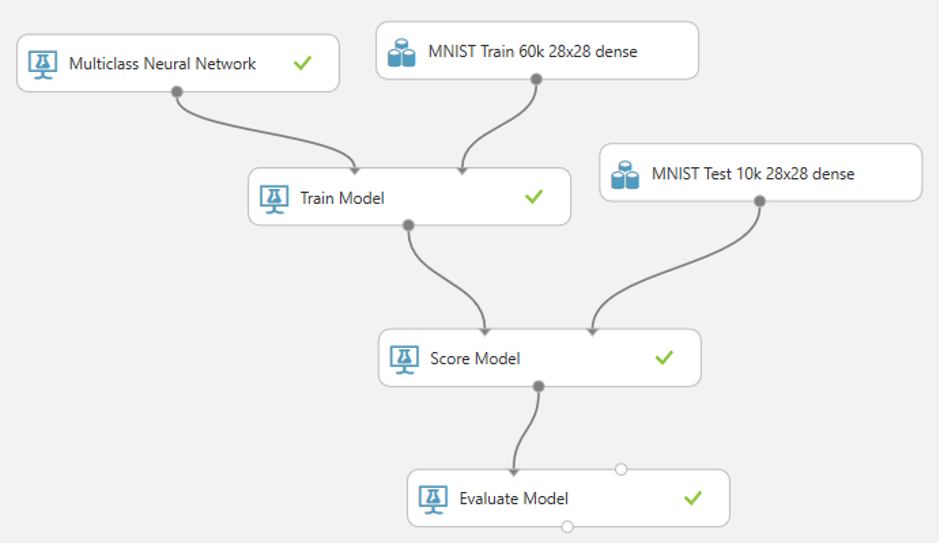 Multiclass Neural Network
MNIST Train 60k 28x28 dense
Train Model
MNIST Test 10k 28x28 dense
Score Model
Evaluate Model